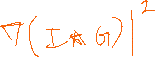 ∇(I * G)|²